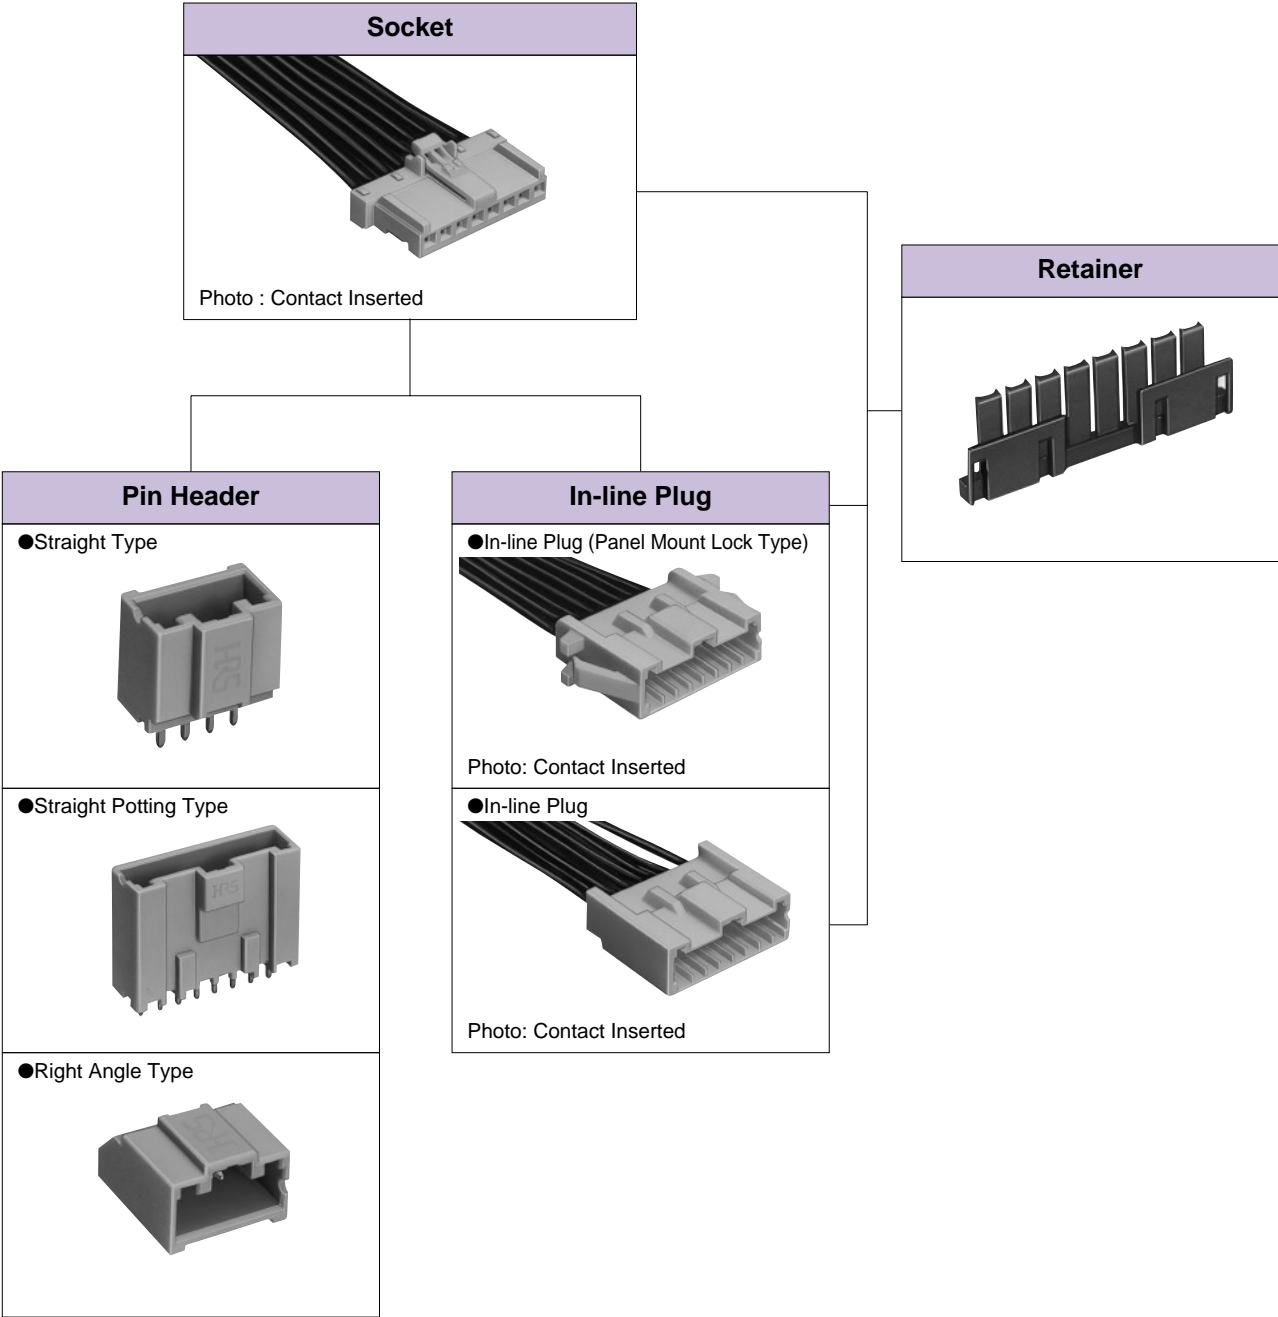 Socket
Photo : Contact Inserted
Retainer
Pin Header
●Straight Type
HRS
●Straight Potting Type
HRS
●Right Angle Type
HRS
In-line Plug
●In-line Plug (Panel Mount Lock Type)
Photo: Contact Inserted
●In-line Plug
Photo: Contact Inserted